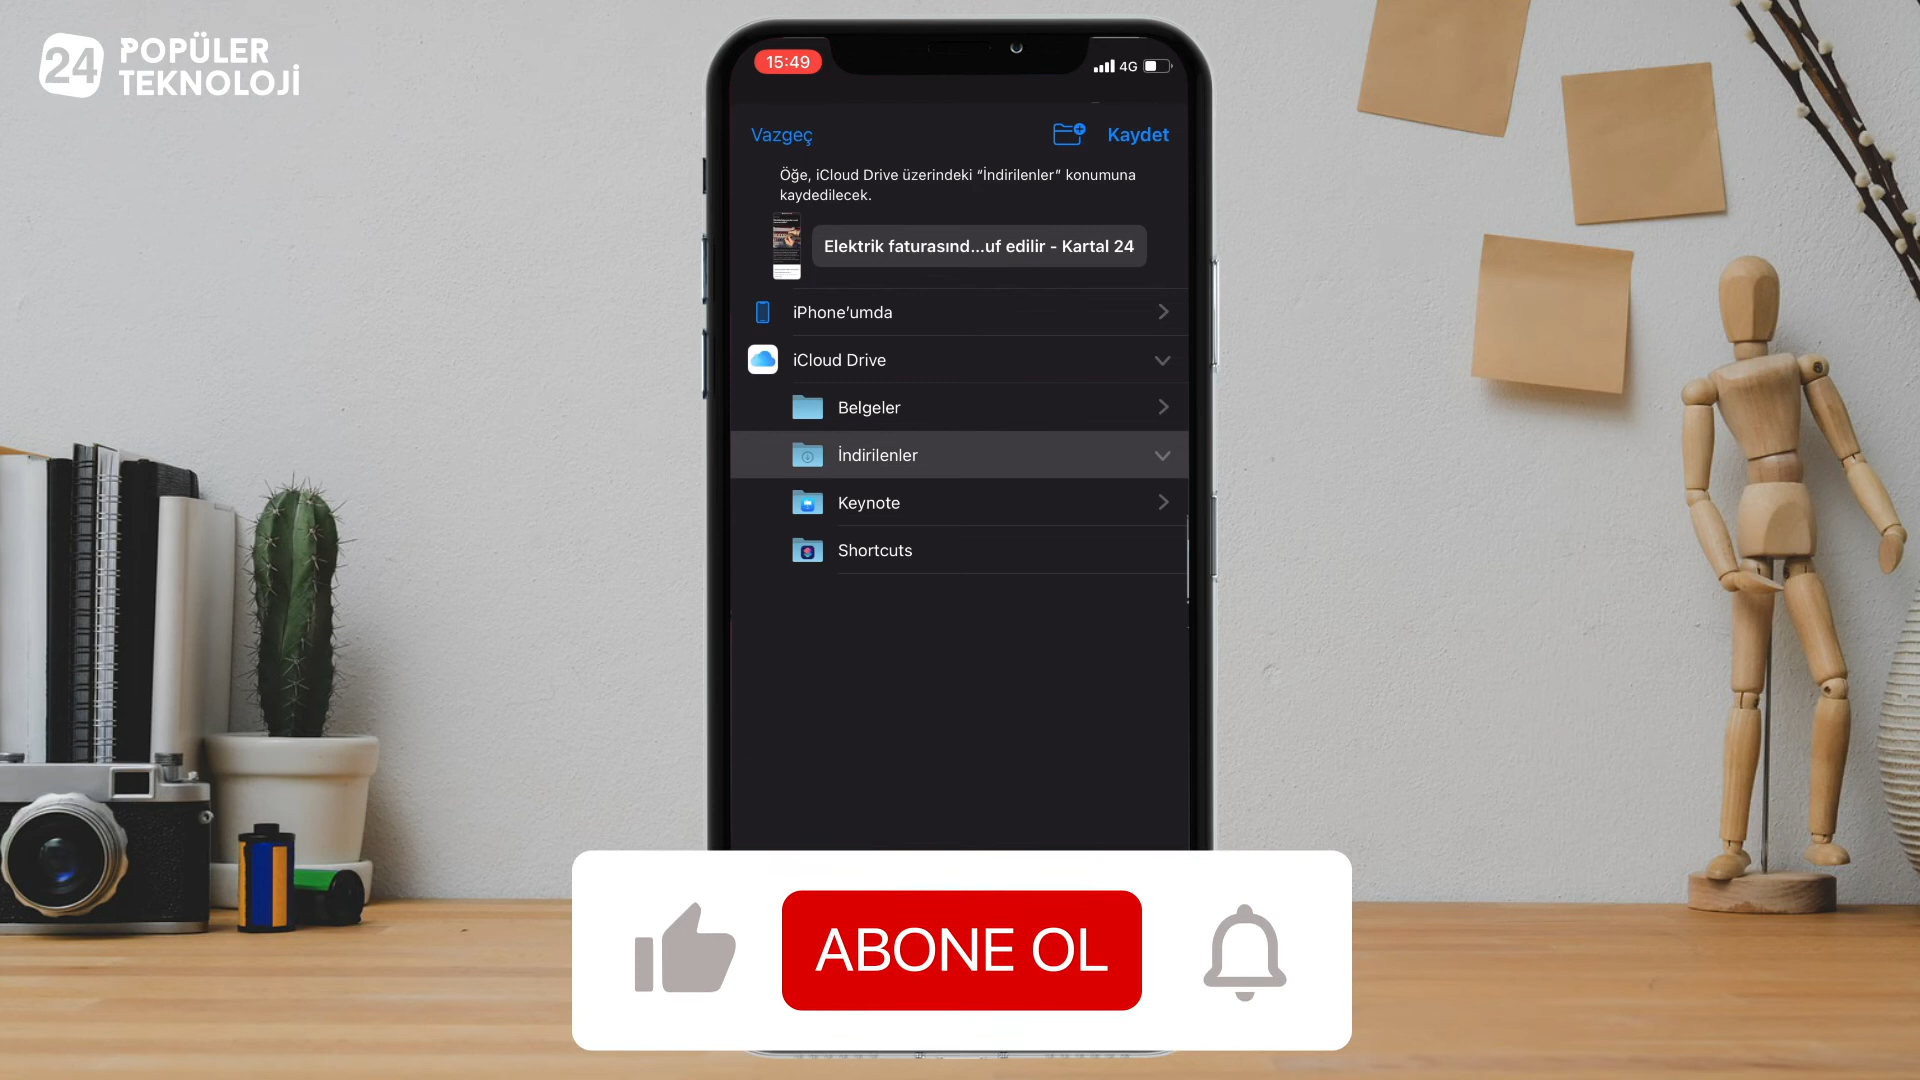 24 POPÜLER
TEKNOLOJİ
15:49
4G
Vazgeç
Kaydet
Öğe, iCloud Drive üzerindeki “İndirilenler” konumuna
kaydedilecek.
Elektrik faturasınd...uf edilir - Kartal 24
iPhone’umda
iCloud Drive
Belgeler
İndirilenler
Keynote
Shortcuts
ABONE OL